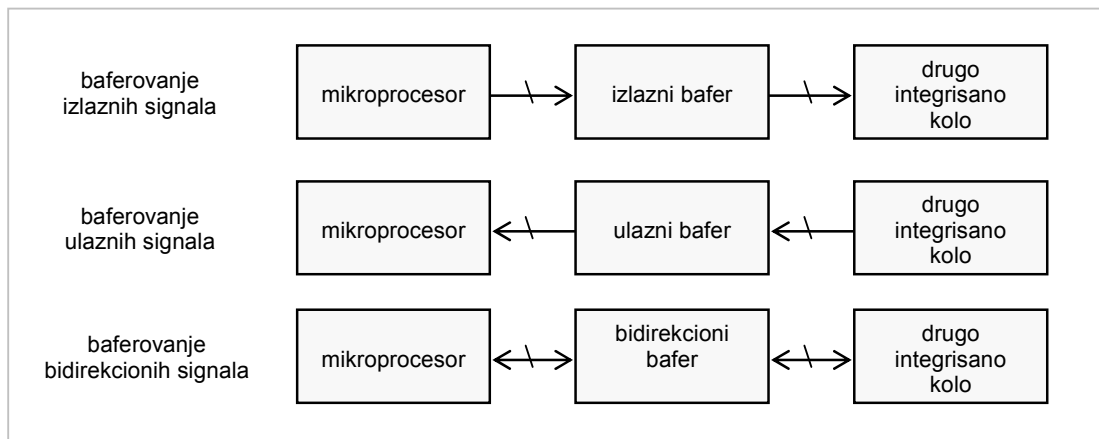 baferovanje
izlaznih signala
mikroprocesor
izlazni bafer
drugo
integrisano
kolo
baferovanje
ulaznih signala
mikroprocesor
ulazni bafer
drugo
integrisano
kolo
baferovanje
bidirekcionih signala
mikroprocesor
bidirekcioni
bafer
drugo
integrisano
kolo